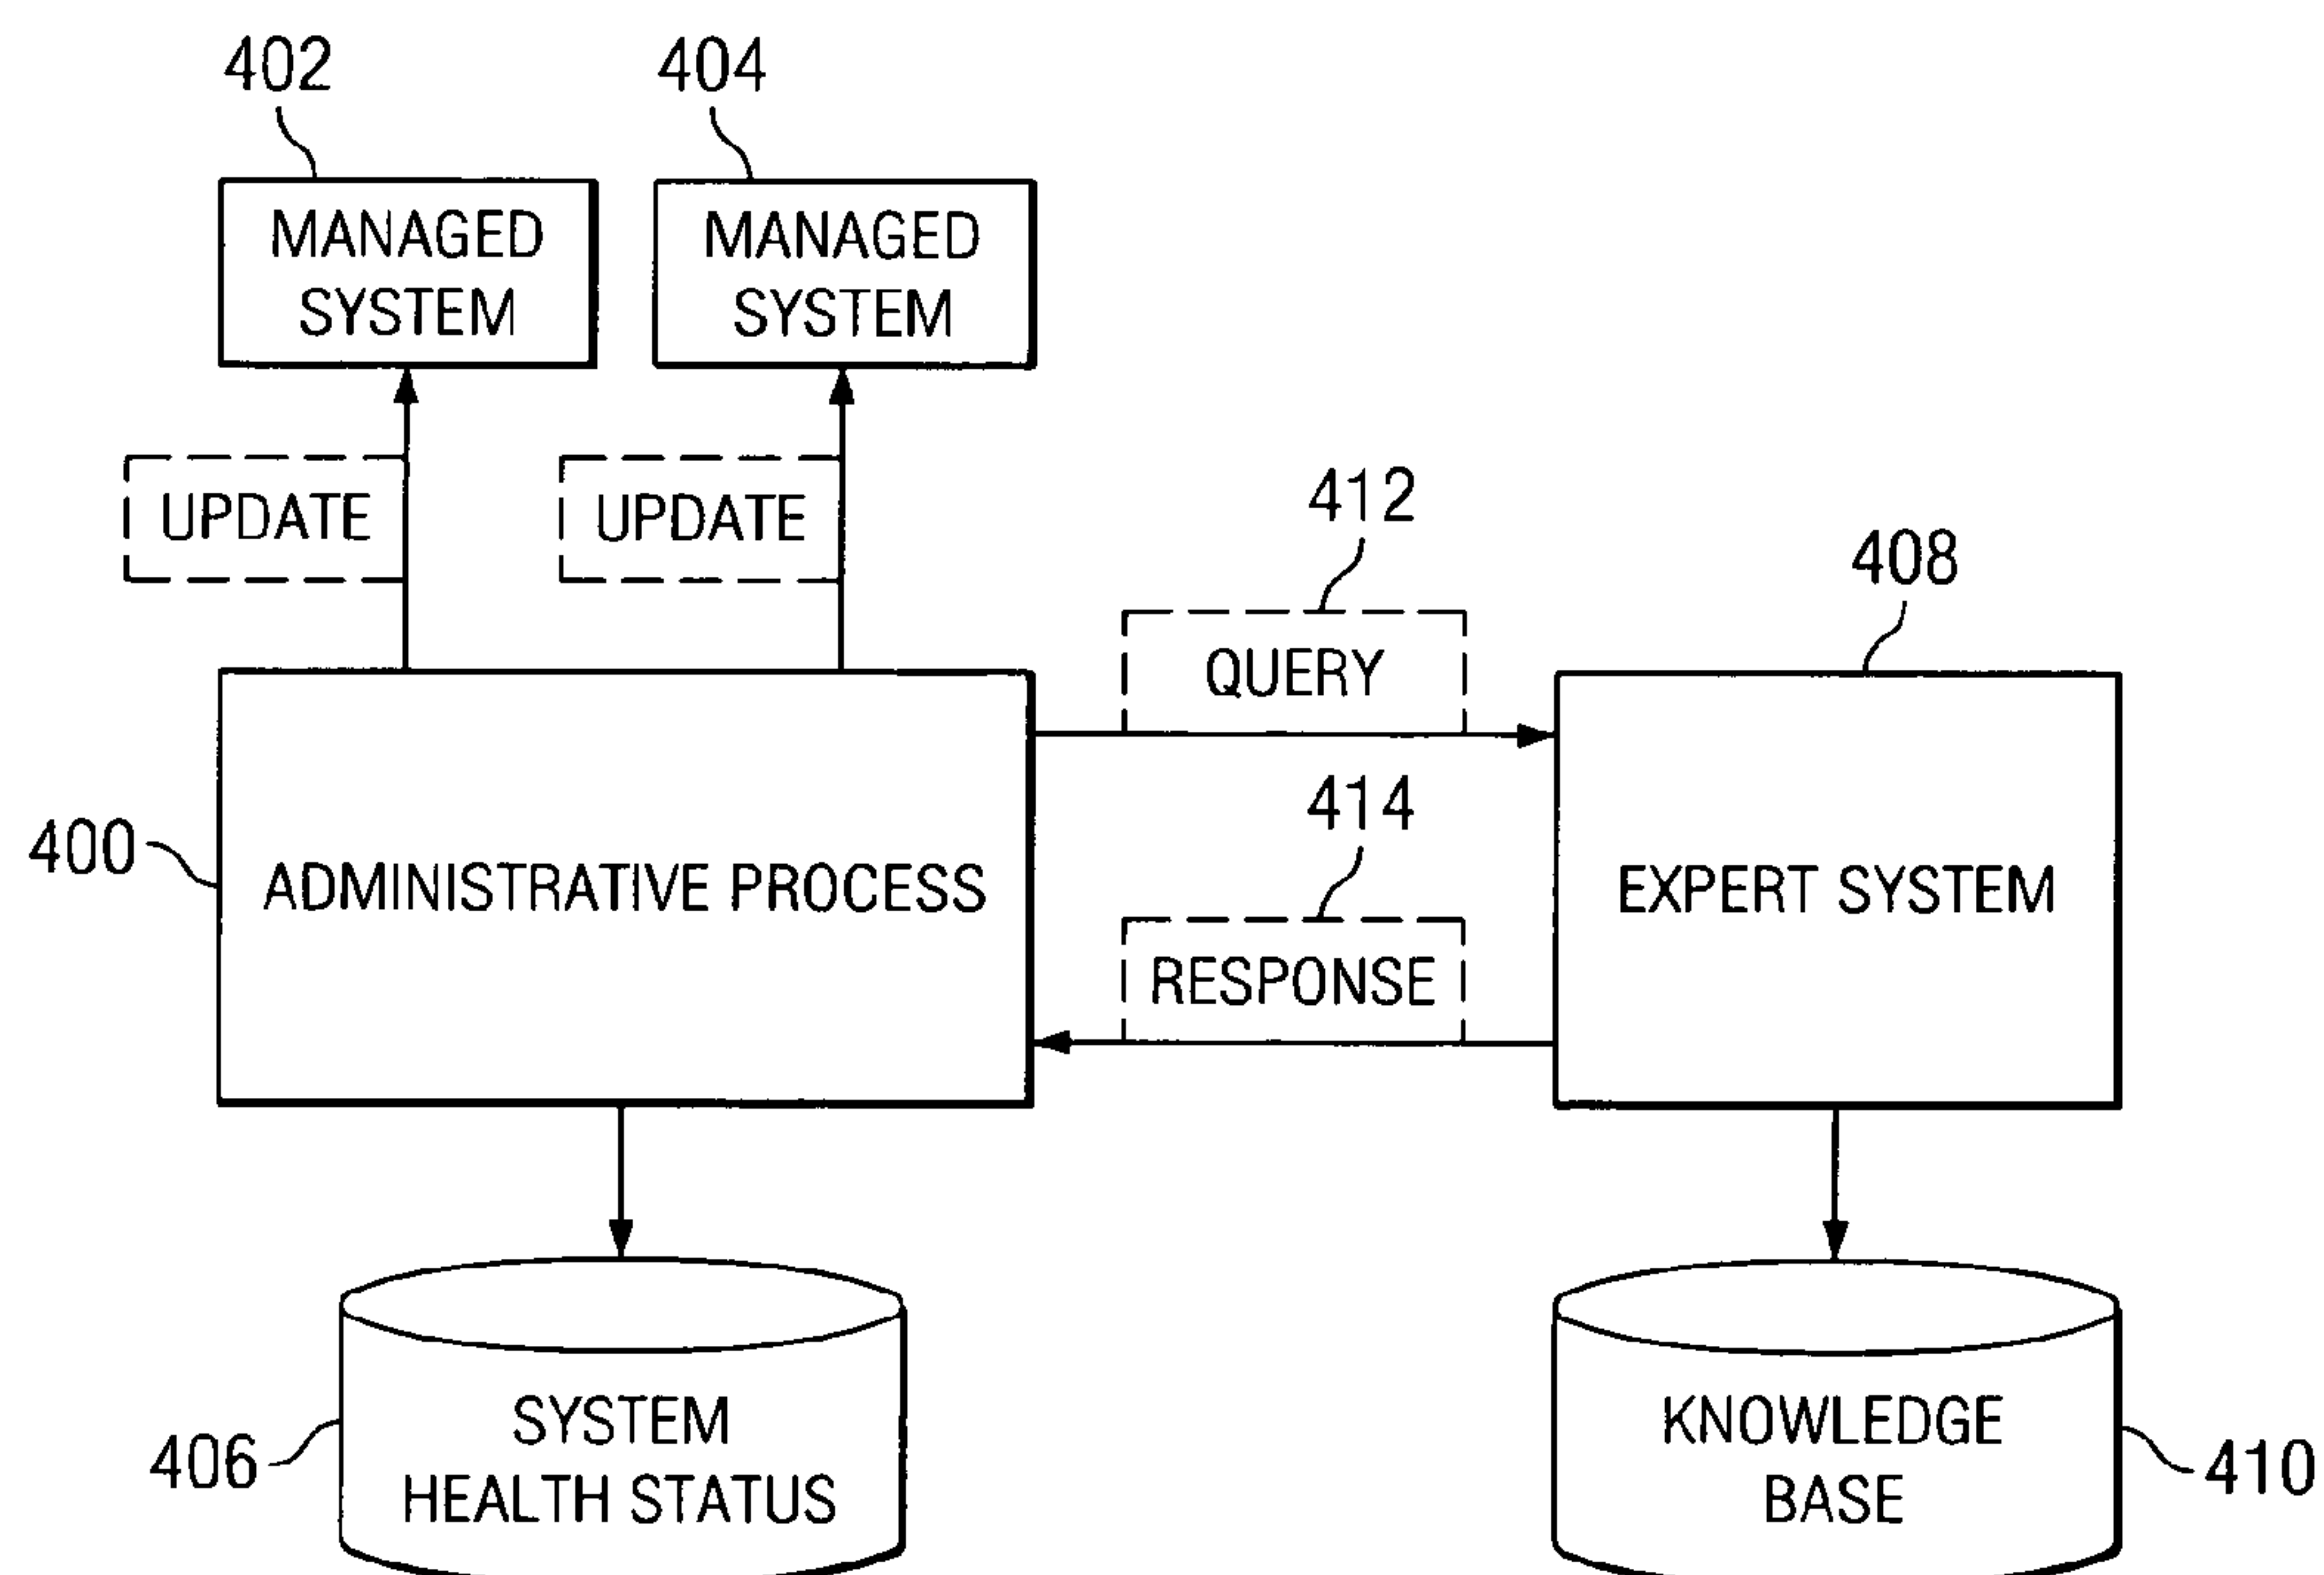 402
404
MANAGED
SYSTEM
MANAGED
SYSTEM
UPDATE
UPDATE
412
QUERY
408
400
ADMINISTRATIVE PROCESS
414
RESPONSE
EXPERT SYSTEM
406
SYSTEM
HEALTH STATUS
KNOWLEDGE
BASE
410